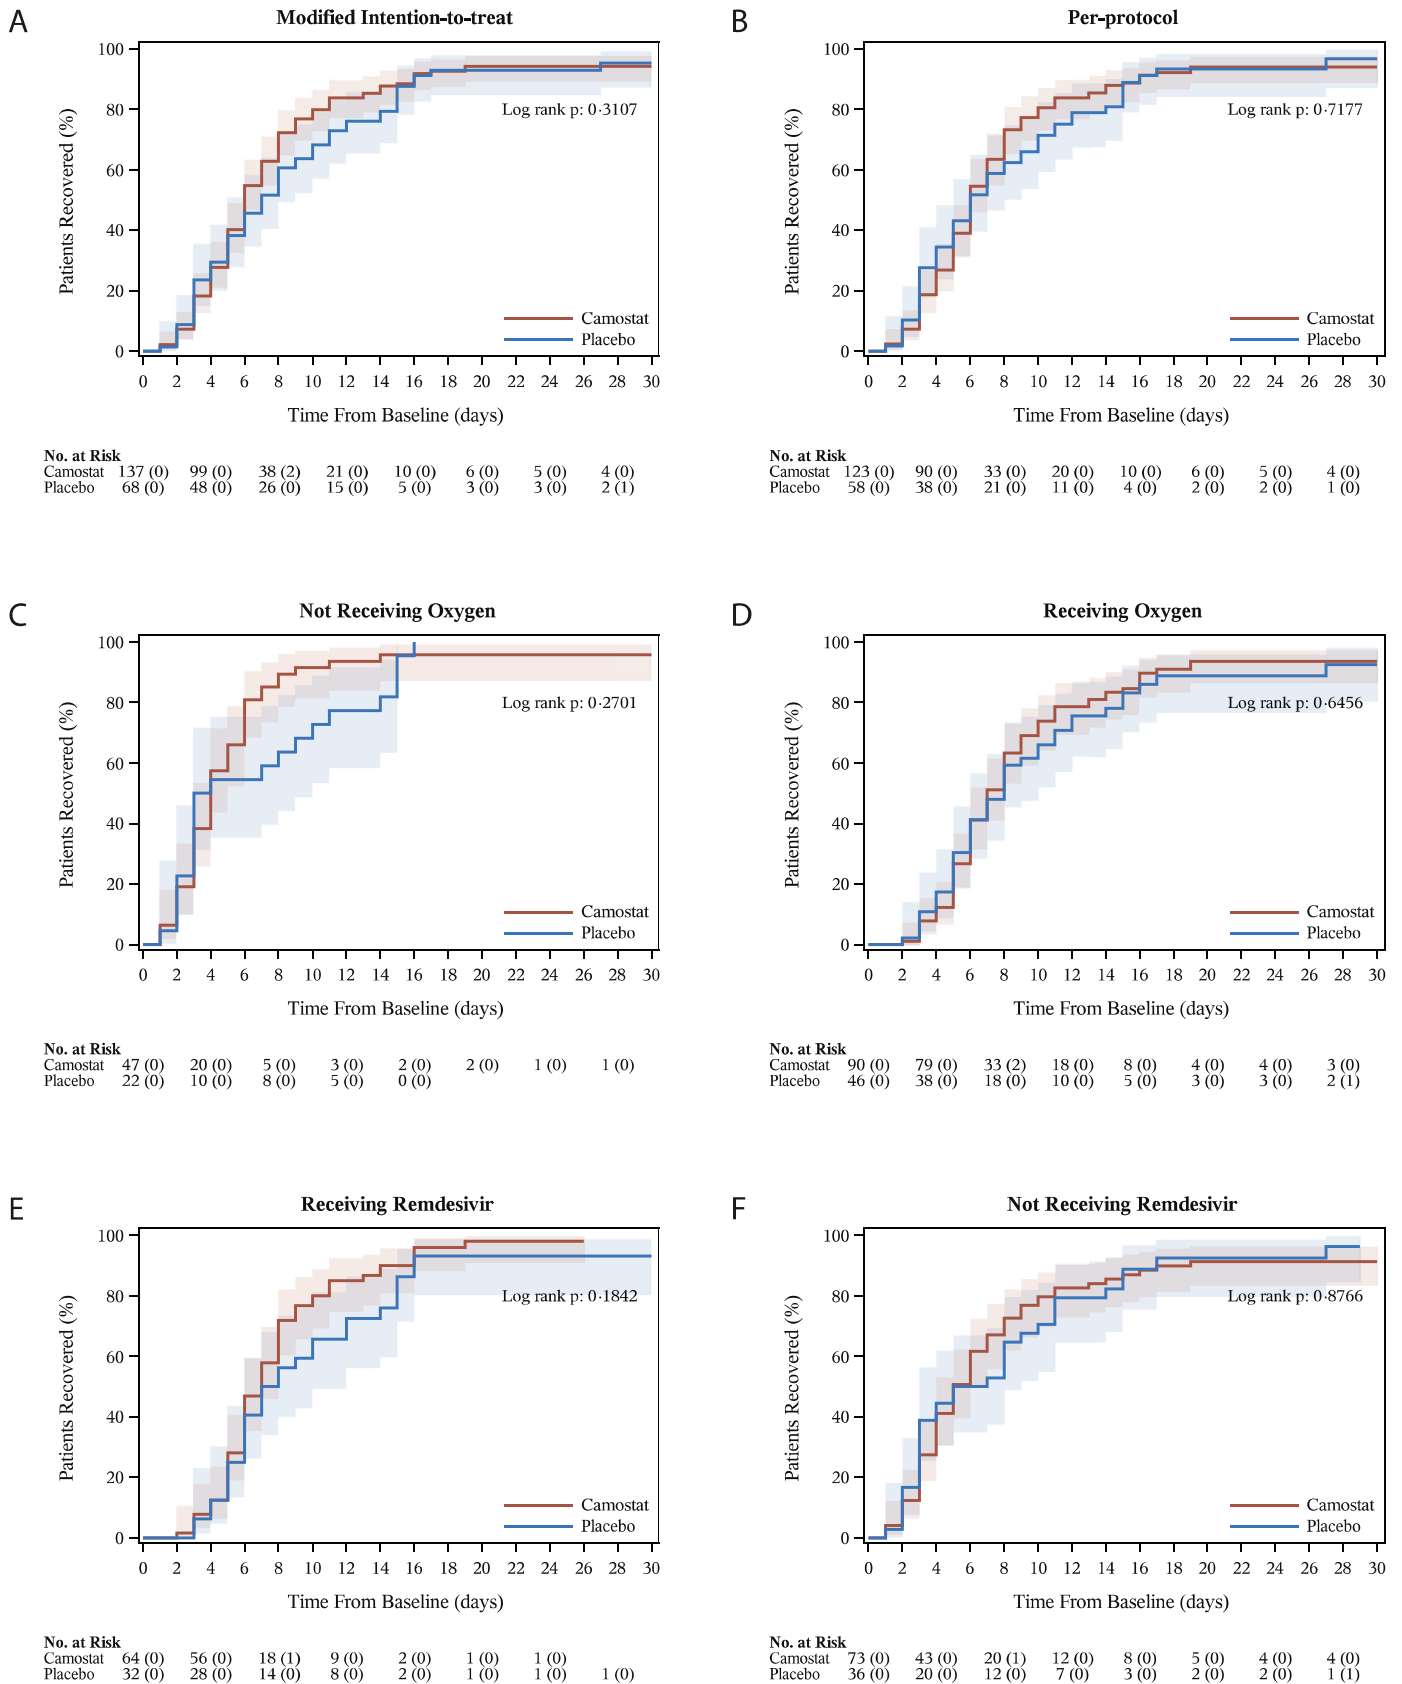 A
Modified Intention-to-treat
100
80
60
40
20
0
Patients Recovered (%)
Log rank p: 0·3107
Camostat
Placebo
0 2 4 6 8 10 12 14 16 18 20 22 24 26 28 30
Time From Baseline (days)
No. at Risk
Camostat 137 (0) 99 (0) 38 (2) 21 (0) 10 (0) 6 (0) 5 (0) 4 (0)
Placebo 68 (0) 48 (0) 26 (0) 15 (0) 5 (0) 3 (0) 3 (0) 2 (1)
B
Per-protocol
100
80
60
40
20
0
Patients Recovered (%)
Log rank p: 0·7177
Camostat
Placebo
0 2 4 6 8 10 12 14 16 18 20 22 24 26 28 30
Time From Baseline (days)
No. at Risk
Camostat 123 (0) 90 (0) 33 (0) 20 (0) 10 (0) 6 (0) 5 (0) 4 (0)
Placebo 58 (0) 38 (0) 21 (0) 11 (0) 4 (0) 2 (0) 2 (0) 1 (0)
C
Not Receiving Oxygen
100
80
60
40
20
0
Patients Recovered (%)
Log rank p: 0·2701
Camostat
Placebo
0 2 4 6 8 10 12 14 16 18 20 22 24 26 28 30
Time From Baseline (days)
No. at Risk
Camostat 47 (0) 20 (0) 5 (0) 3 (0) 2 (0) 2 (0) 1 (0) 1 (0)
Placebo 22 (0) 10 (0) 8 (0) 5 (0) 0 (0)
D
Receiving Oxygen
100
80
60
40
20
0
Patients Recovered (%)
Log rank p: 0·6456
Camostat
Placebo
0 2 4 6 8 10 12 14 16 18 20 22 24 26 28 30
Time From Baseline (days)
No. at Risk
Camostat 90 (0) 79 (0) 33 (2) 18 (0) 8 (0) 4 (0) 4 (0) 3 (0)
Placebo 46 (0) 38 (0) 18 (0) 10 (0) 5 (0) 3 (0) 3 (0) 2 (1)
E
Receiving Remdesivir
100
80
60
40
20
0
Patients Recovered (%)
Log rank p: 0·1842
Camostat
Placebo
0 2 4 6 8 10 12 14 16 18 20 22 24 26 28 30
Time From Baseline (days)
No. at Risk
Camostat 64 (0) 56 (0) 18 (1) 9 (0) 2 (0) 1 (0) 1 (0)
Placebo 32 (0) 28 (0) 14 (0) 8 (0) 2 (0) 1 (0) 1 (0) 1 (0)
F
Not Receiving Remdesivir
100
80
60
40
20
0
Patients Recovered (%)
Log rank p: 0·8766
Camostat
Placebo
0 2 4 6 8 10 12 14 16 18 20 22 24 26 28 30
Time From Baseline (days)
No. at Risk
Camostat 73 (0) 43 (0) 20 (1) 12 (0) 8 (0) 5 (0) 4 (0) 4 (0)
Placebo 36 (0) 20 (0) 12 (0) 7 (0) 3 (0) 2 (0) 2 (0) 1 (1)